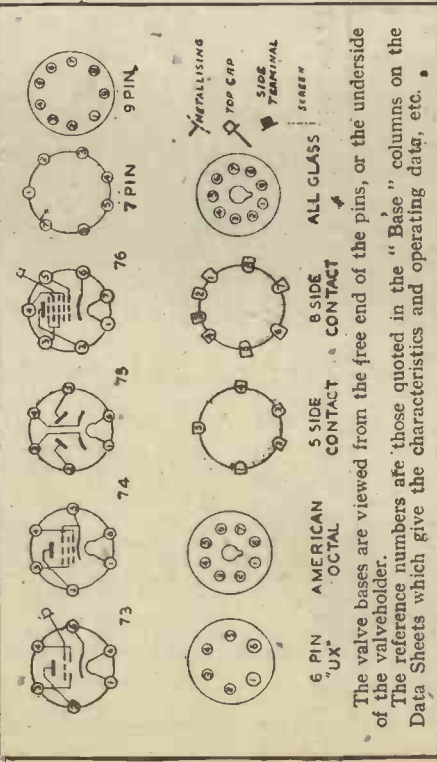 73
74
75
76
7 PIN
9 PIN
6 PIN
"UX"
AMERICAN
OCTAL
5 SIDE
CONTACT
8 SIDE
CONTACT
ALL GLASS
METALISING
TOP CAP
SIDE
TERMINAL
SCREEN
The valve bases are viewed from the free end of the pins, or the underside
of the valveholder.
The reference numbers are those quoted in the "Base" columns on the
Data Sheets which give the characteristics and operating data, etc.